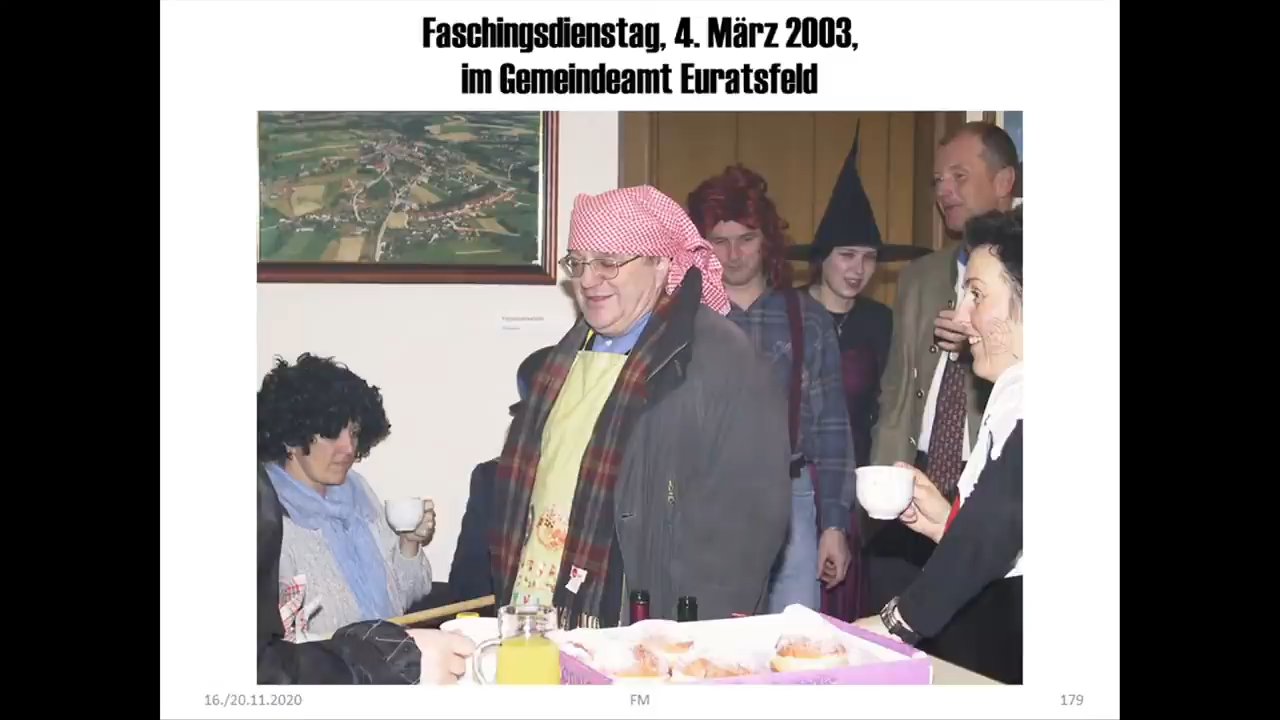 Faschingsdienstag, 4. März 2003,
im Gemeindeamt Euratsfeld
16./20.11.2020
FM
179